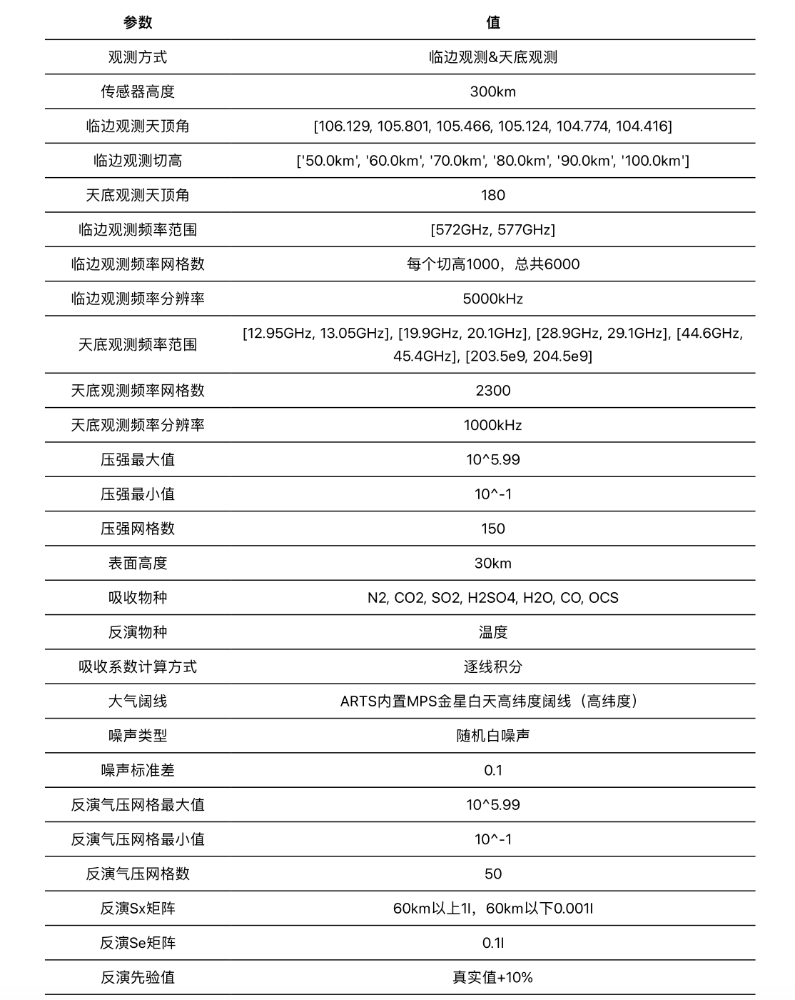 参数 值
观测方式 临边观测&天底观测
传感器高度 300km
临边观测天顶角 [106.129, 105.801, 105.466, 105.124, 104.774, 104.416]
临边观测切高 ['50.0km', '60.0km', '70.0km', '80.0km', '90.0km', '100.0km']
天底观测天顶角 180
临边观测频率范围 [572GHz, 577GHz]
临边观测频率网格数 每个切高1000，总共6000
临边观测频率分辨率 5000kHz
天底观测频率范围 [12.95GHz, 13.05GHz], [19.9GHz, 20.1GHz], [28.9GHz, 29.1GHz], [44.6GHz,
45.4GHz], [203.5e9, 204.5e9]
天底观测频率网格数 2300
天底观测频率分辨率 1000kHz
压强最大值 10^5.99
压强最小值 10^-1
压强网格数 150
表面高度 30km
吸收物种 N2, CO2, SO2, H2SO4, H2O, CO, OCS
反演物种 温度
吸收系数计算方式 逐线积分
大气阔线 ARTS内置MPS金星白天高纬度阔线（高纬度）
噪声类型 随机白噪声
噪声标准差 0.1
反演气压网格最大值 10^5.99
反演气压网格最小值 10^-1
反演气压网格数 50
反演Sx矩阵 60km以上1I，60km以下0.001I
反演Se矩阵 0.1I
反演先验值 真实值+10%